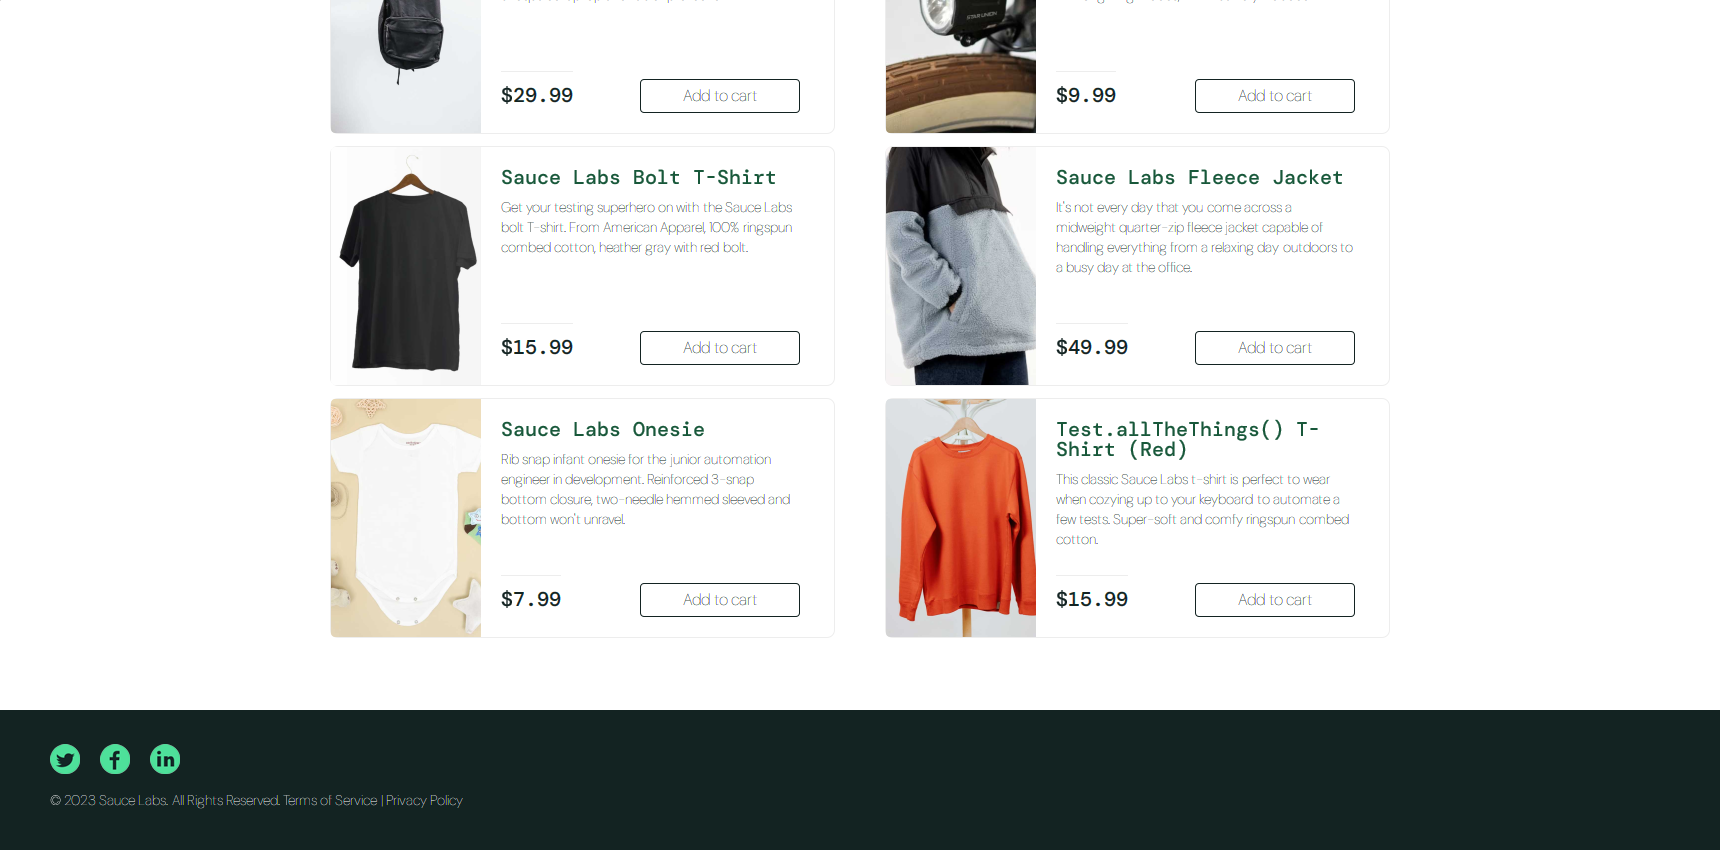 STAR UNION
$29.99
Add to cart
$9.99
Add to cart
Sauce Labs Bolt T-Shirt
Get your testing superhero on with the Sauce Labs
bolt T-shirt. From American Apparel, 100% ringspun
combed cotton, heather gray with red bolt.
$15.99
Add to cart
Sauce Labs Fleece Jacket
It's not every day that you come across a
midweight quarter-zip fleece jacket capable of
handling everything from a relaxing day outdoors to
a busy day at the office.
$49.99
Add to cart
Sauce Labs Onesie
Rib snap infant onesie for the junior automation
engineer in development. Reinforced 3-snap
bottom closure, two-needle hemmed sleeved and
bottom won't unravel.
$7.99
Add to cart
Test.allTheThings() T-
Shirt (Red)
This classic Sauce Labs t-shirt is perfect to wear
when cozying up to your keyboard to automate a
few tests. Super-soft and comfy ringspun combed
cotton.
$15.99
Add to cart
© 2023 Sauce Labs. All Rights Reserved. Terms of Service | Privacy Policy